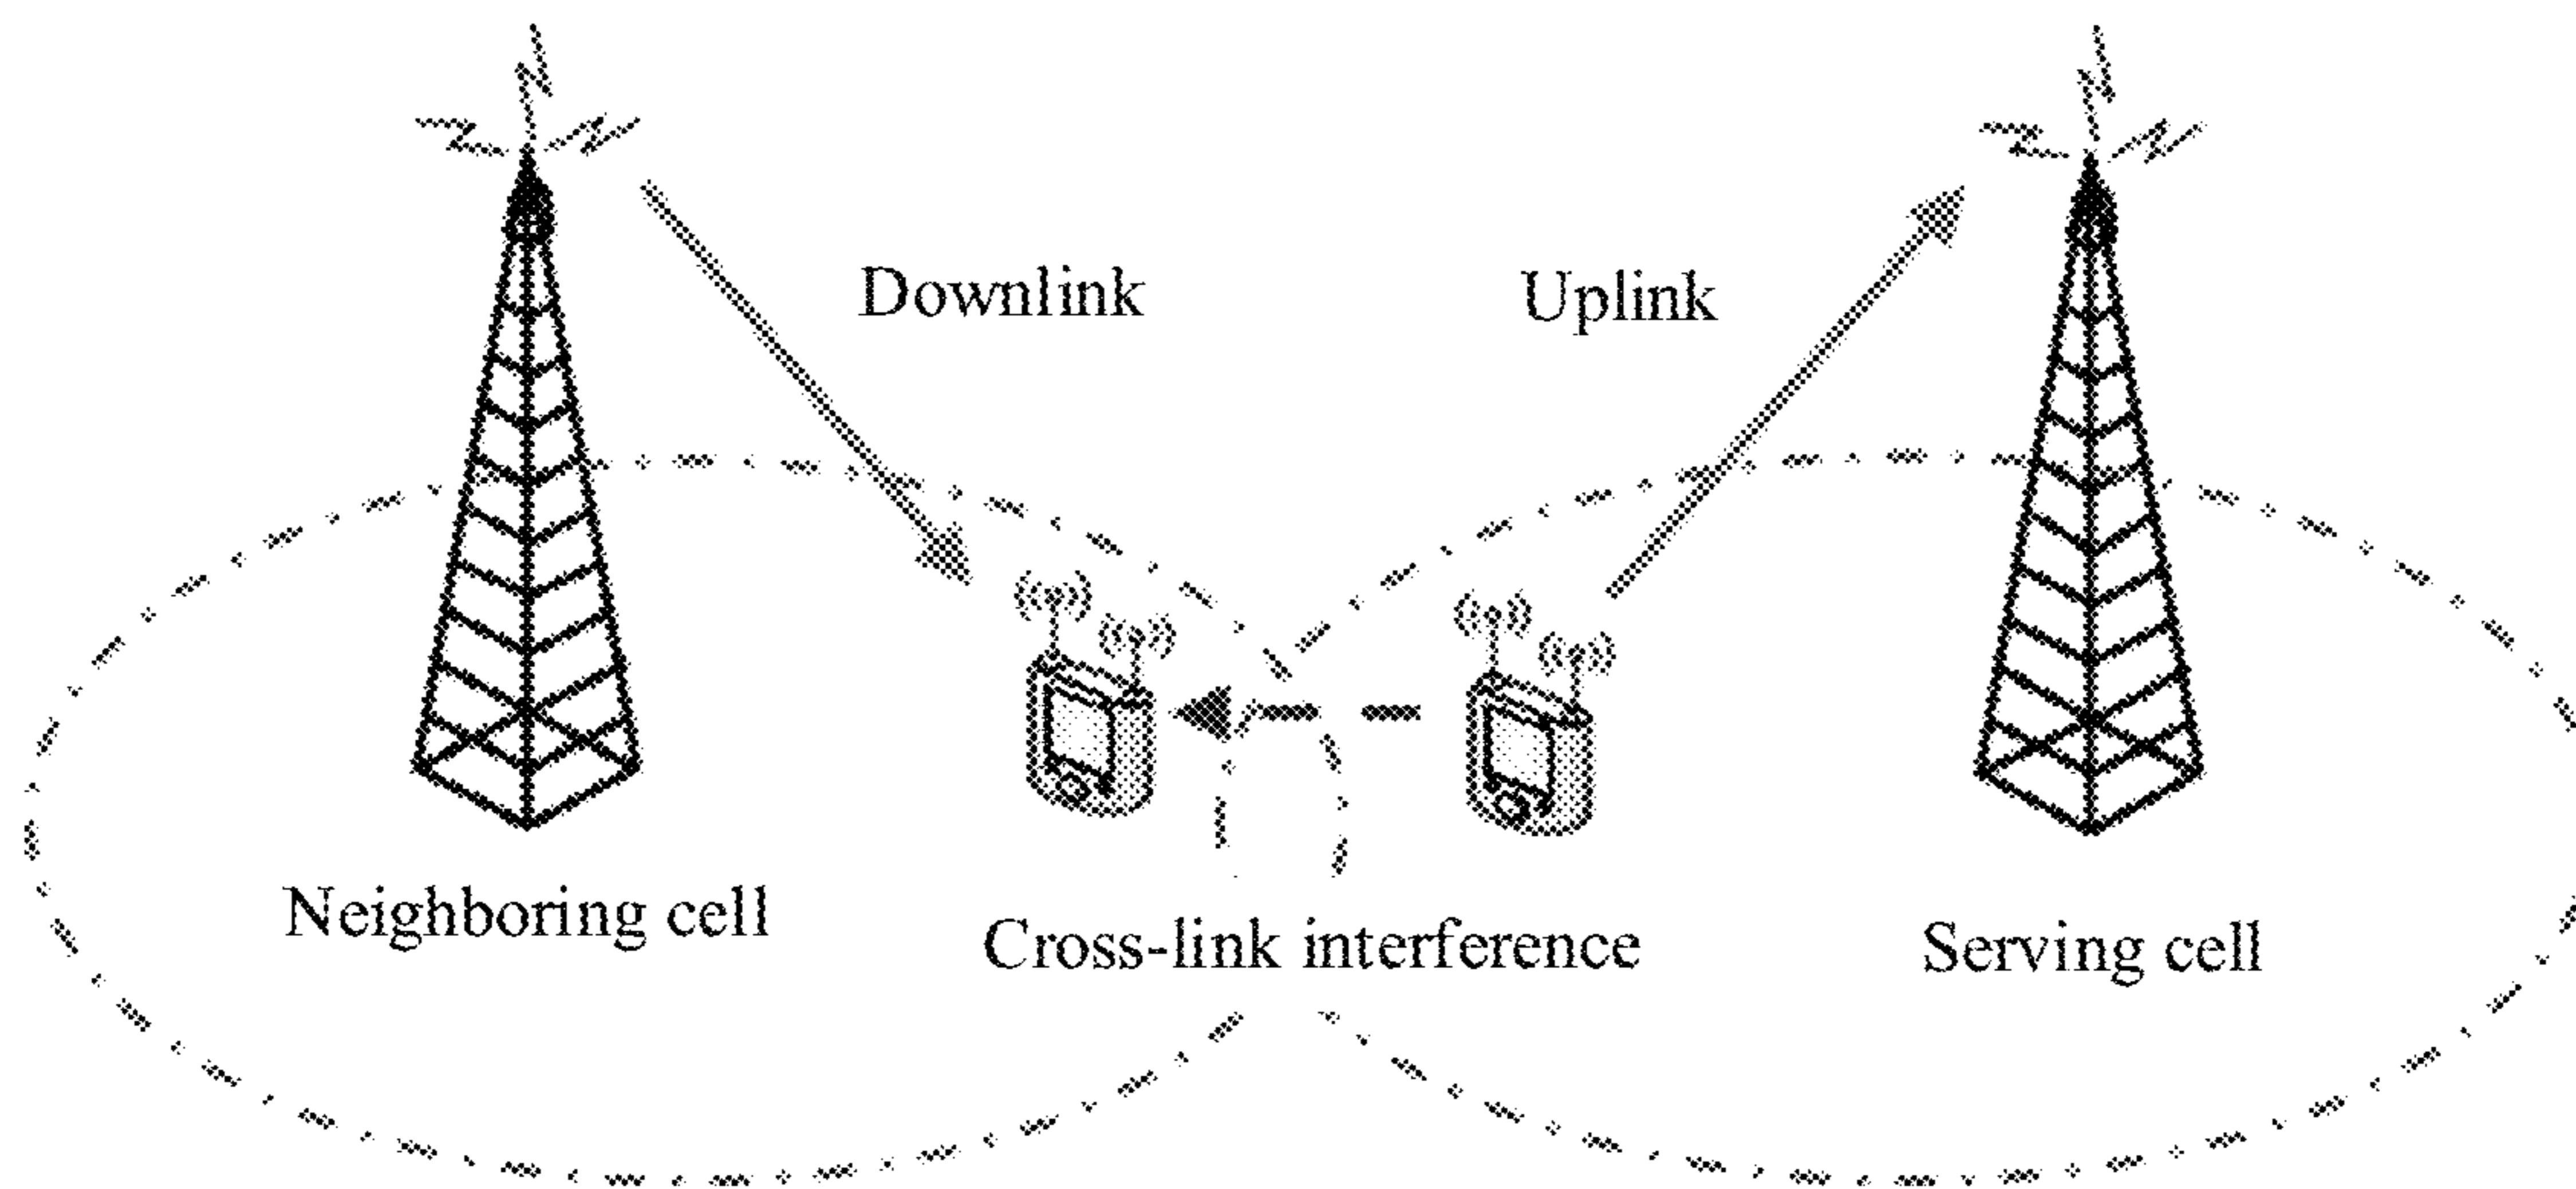 Downlink
Uplink
Neighboring cell
Cross-link interference
Serving cell